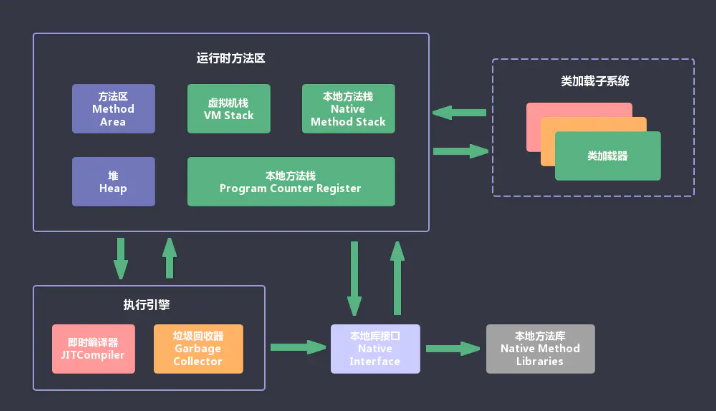 运行时方法区
方法区
Method
Area
虚拟机栈
VM Stack
本地方法栈
Native
Method Stack
堆
Heap
本地方法栈
Program Counter Register
类加载子系统
类加载器
执行引擎
即时编译器
JITCompiler
垃圾回收器
Garbage
Collector
本地库接口
Native
Interface
本地方法库
Native Method
Libraries